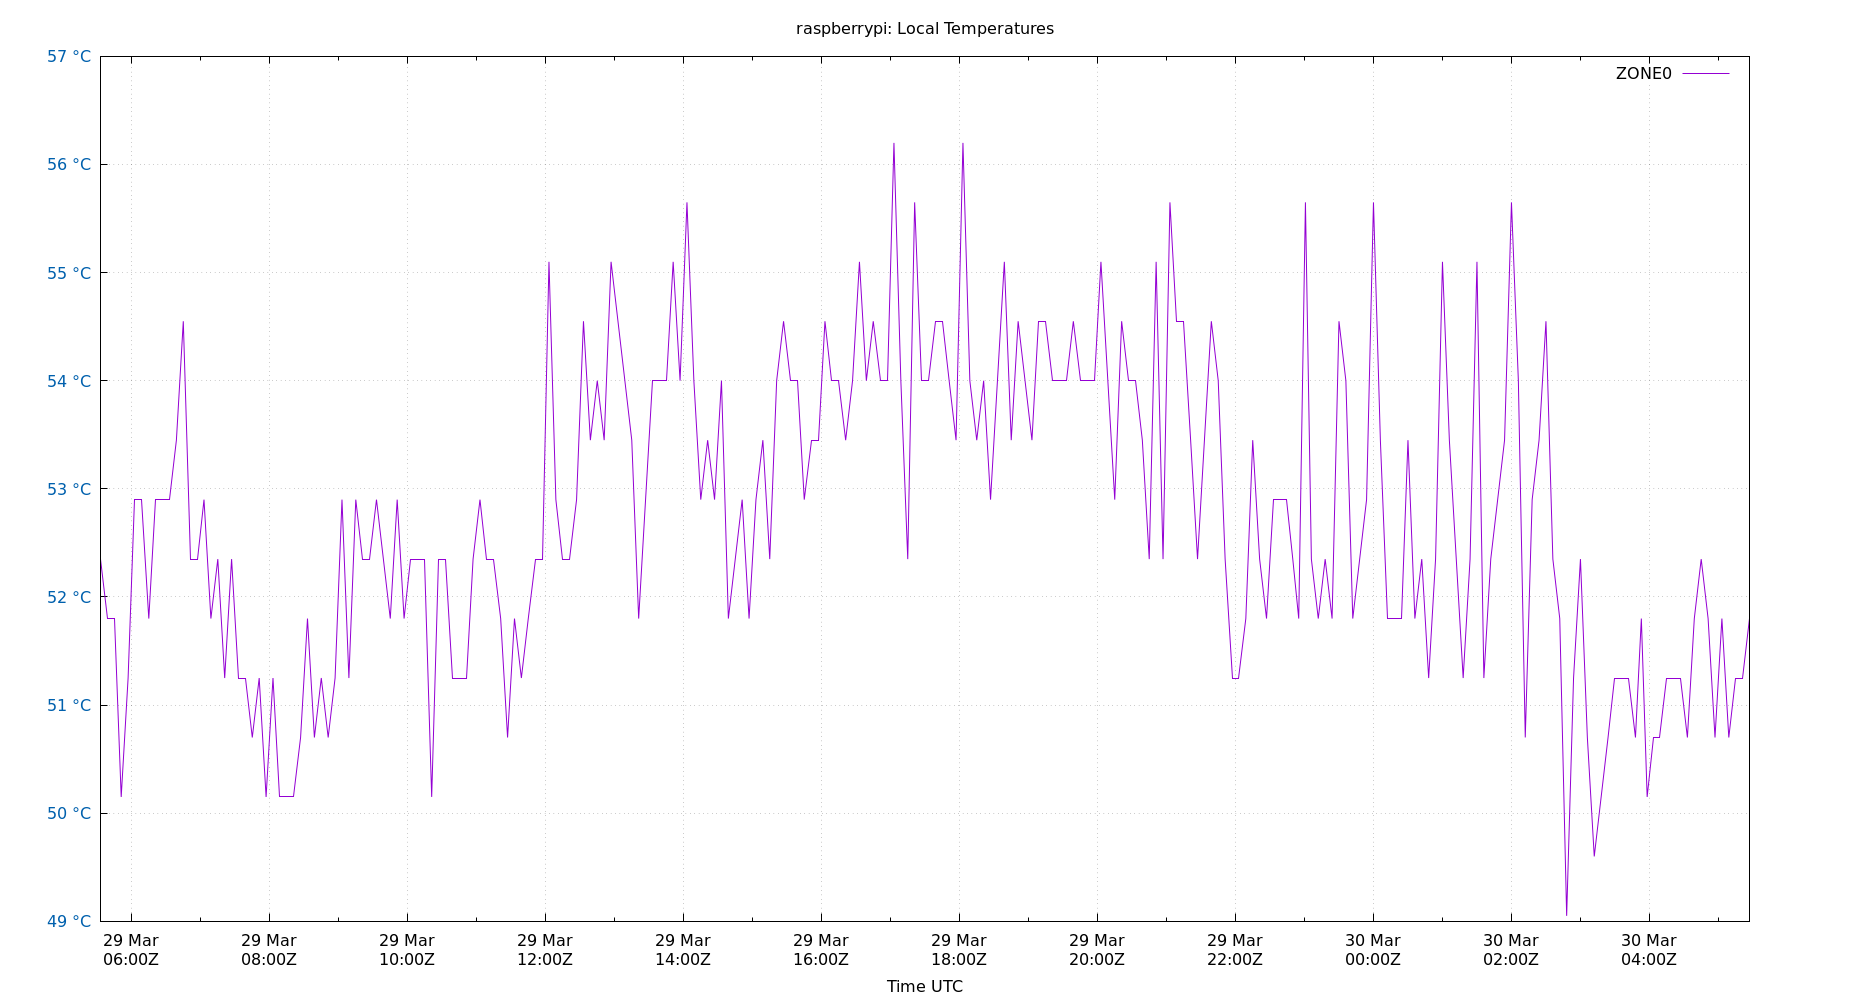 raspberrypi: Local Temperatures
57 °C
ZONE0
56 °C
55 °C
54 °C
53 °C
52 °C
51 °C
50 °C
49 °C
29 Mar 29 Mar 29 Mar 29 Mar 29 Mar 29 Mar 29 Mar 29 Mar 29 Mar 30 Mar 30 Mar 30 Mar
06:00Z 08:00Z 10:00Z 12:00Z 14:00Z 16:00Z 18:00Z 20:00Z 22:00Z 00:00Z 02:00Z 04:00Z
Time UTC